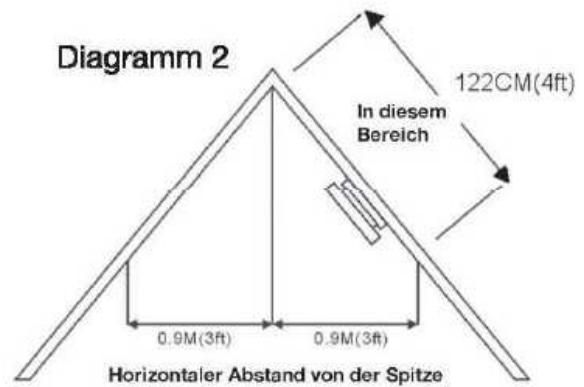 Diagramm 2
122CM(4ft)
In diesem
Bereich
0.9M(3ft)
0.9M(3ft)
Horizontaler Abstand von der Spitze